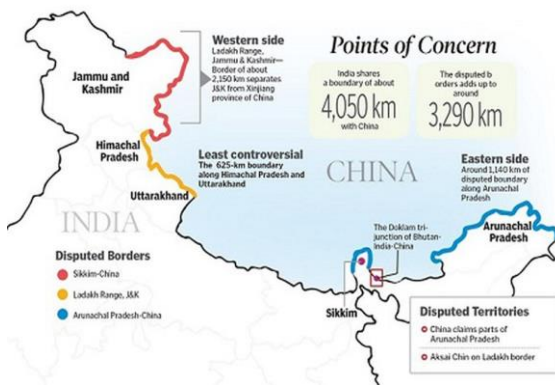 Points of Concern
Western side
Ladakh Range,
Jammu & Kashmir—
Border of about
2,150 km separates
J&K from Xinjiang
province of China
India shares
a boundary of about
4,050 km
with China
The disputed b
orders adds up to
around
3,290 km
Jammu and
Kashmir
Himachal
Pradesh
Uttarakhand
Least controversial
The 625-km boundary
along Himachal Pradesh and
Uttarakhand
CHINA
Eastern side
Around 1,140 km of
disputed boundary
along Arunachal
Pradesh
INDIA
The Doklam tri-
junction of Bhutan-
India-China
Arunachal
Pradesh
Sikkim
Disputed Borders
Sikkim-China
Ladakh Range, J&K
Arunachal Pradesh-China
Disputed Territories
China claims parts of
Arunachal Pradesh
Aksai Chin on Ladakh border